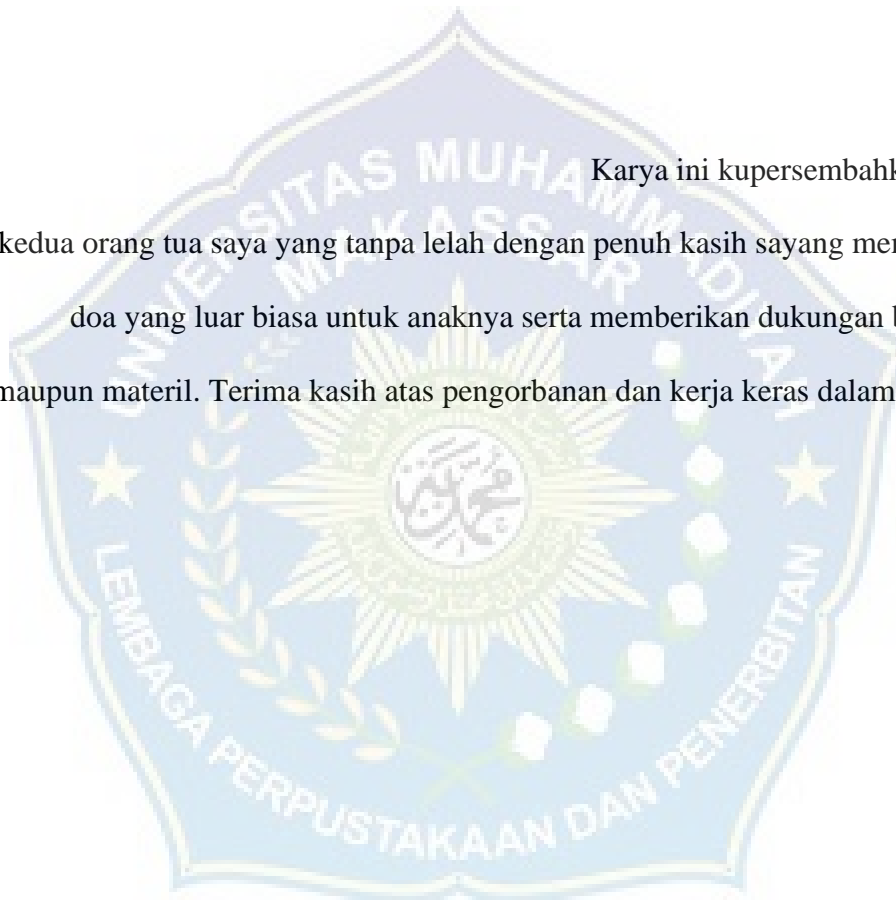 Karya ini kupersembahk
kedua orang tua saya yang tanpa lelah dengan penuh kasih sayang
doa yang luar biasa untuk anaknya serta memberikan dukungan
maupun materil. Terima kasih atas pengorbanan dan kerja keras dalam
UNIVERSITAS MUHAMMADIYAH
MAKASSAR
LEMBAGA PERPUSTAKAAN DAN PENERBITAN